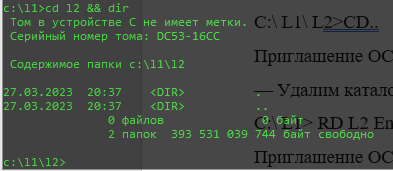 c:\l1>cd l2 && dir
Том в устройстве C не имеет метки.
Серийный номер тома: DC53-16CC
Содержимое папки c:\l1\l2
27.03.2023  20:37    <DIR>          .
27.03.2023  20:37    <DIR>          ..
0 файлов              0 байт
2 папок  393 531 039 744 байт свободно
c:\l1\l2>
C:\ L1\ L2>CD..
Приглашение ОС
— Удалим катало
C:\ L1> RD L2 En
Приглашение ОС